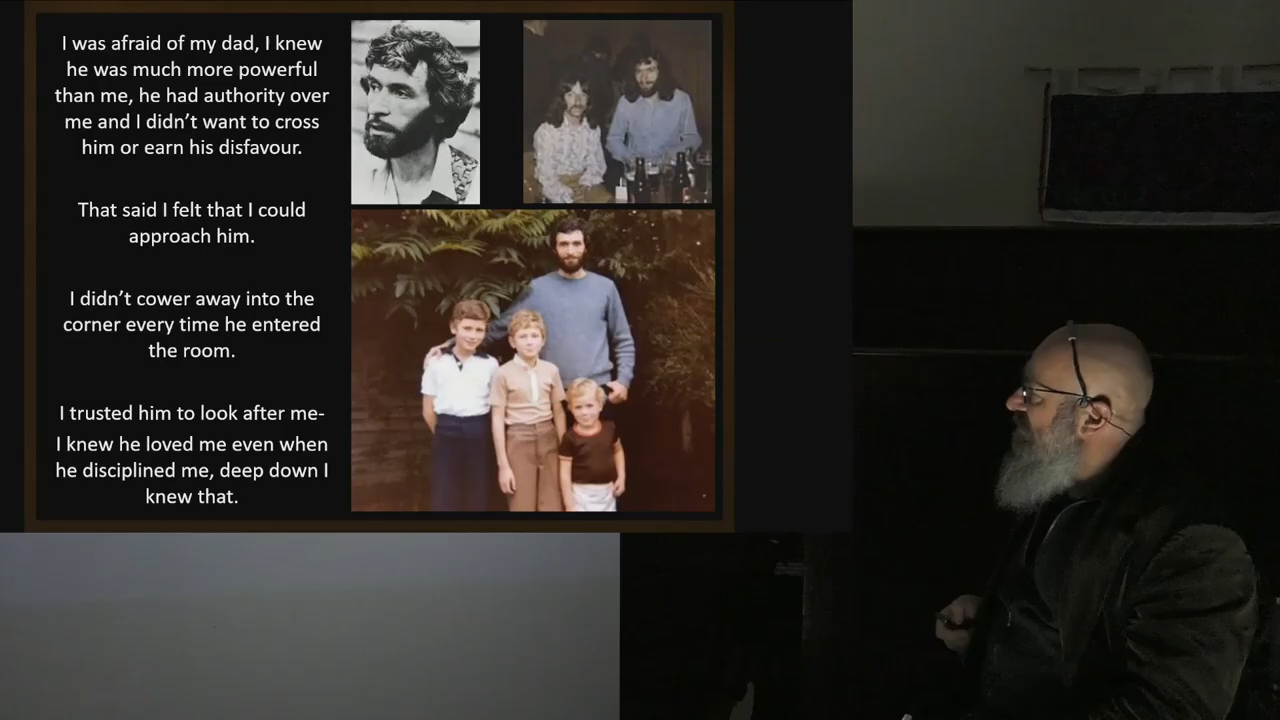 I was afraid of my dad, I knew
he was much more powerful
than me, he had authority over
me and I didn’t want to cross
him or earn his disfavour.
That said I felt that I could
approach him.
I didn’t cower away into the
corner every time he entered
the room.
I trusted him to look after me-
I knew he loved me even when
he disciplined me, deep down I
knew that.